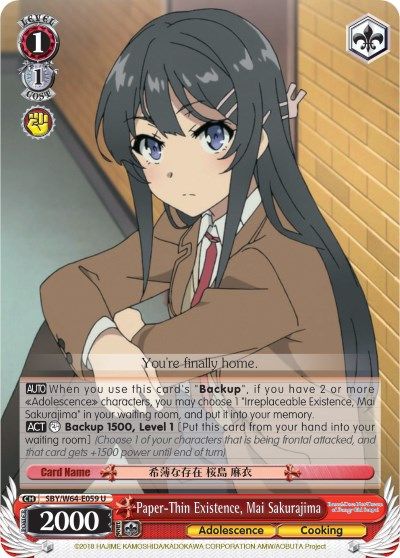 LEVEL
1
1
COST
You're finally home.
AUTO When you use this card's "Backup", if you have 2 or more
«Adolescence» characters, you may choose 1 "Irreplaceable Existence, Mai
Sakurajima" in your waiting room, and put it into your memory.
ACT Backup 1500, Level 1 [Put this card from your hand into your
waiting room] (Choose 1 of your characters that is being frontal attacked, and
that card gets +1500 power until end of turn)
Card Name 希薄な存在 桜島 麻衣
CH SBY/W64-E059 U
POWER 2000 Paper-Thin Existence, Mai Sakurajima
Adolescence Cooking
©2018 HAJIME KAMOSHIDA/KADOKAWA CORPORATION AMW/AOBUTA Project